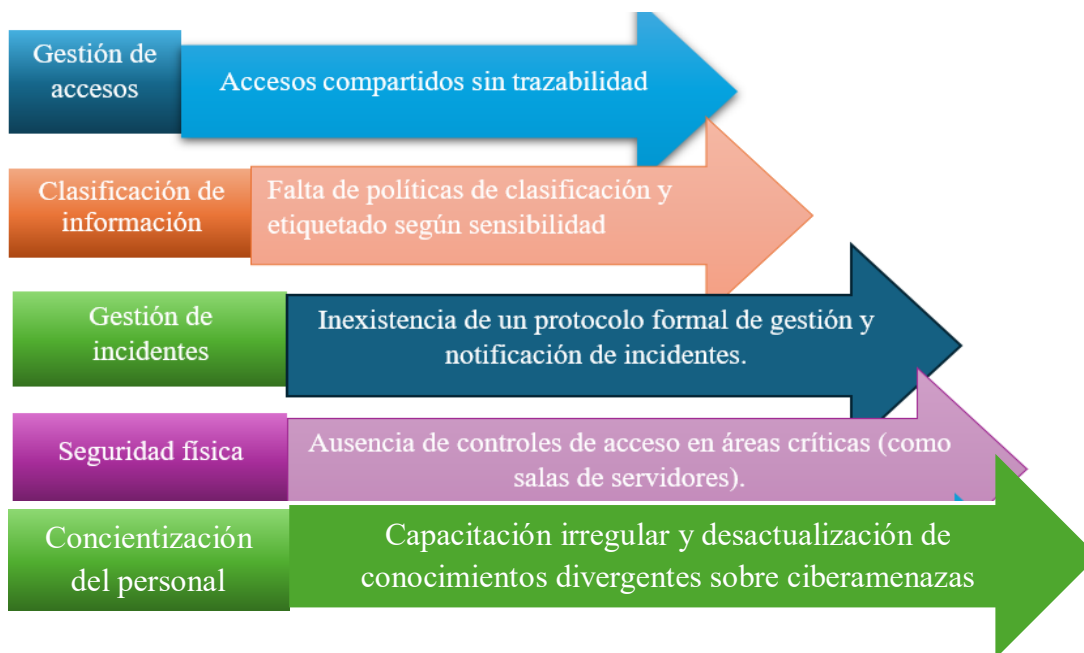 Gestión de
accesos
Accesos compartidos sin trazabilidad
Clasificación de
información
Falta de políticas de clasificación y
etiquetado según sensibilidad
Gestión de
incidentes
Inexistencia de un protocolo formal de gestión y
notificación de incidentes.
Seguridad física
Ausencia de controles de acceso en áreas críticas (como
salas de servidores).
Concientización
del personal
Capacitación irregular y desactualización de
conocimientos divergentes sobre ciberamenazas